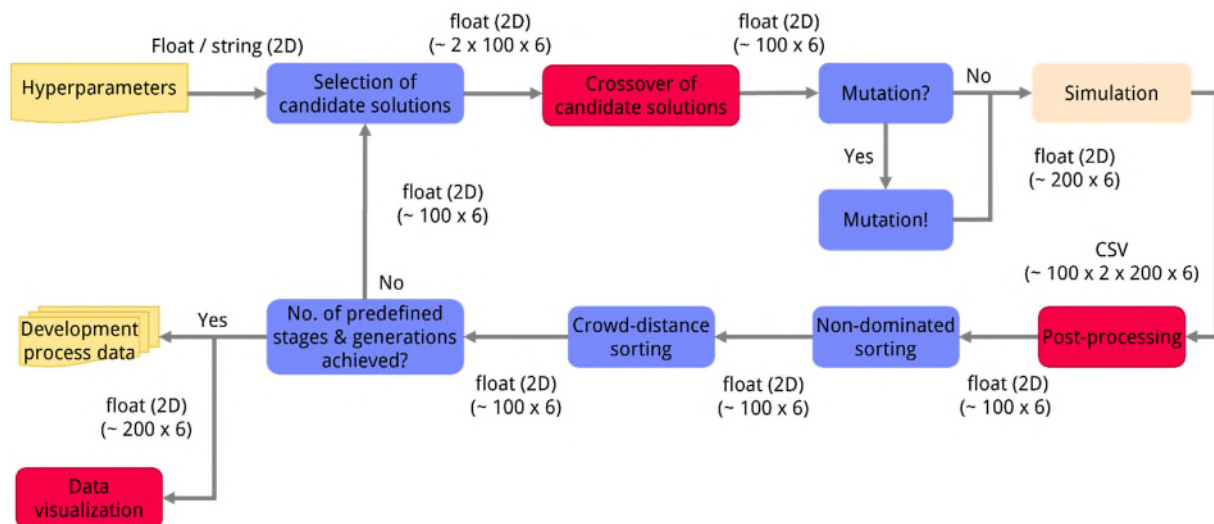 Float / string (2D)
float (2D)
(~ 2 x 100 x 6)
float (2D)
(~ 100 x 6)
Hyperparameters
Selection of
candidate solutions
Crossover of
candidate solutions
Mutation?
No
Simulation
Yes
float (2D)
(~ 200 x 6)
float (2D)
(~ 100 x 6)
Mutation!
CSV
(~ 100 x 2 x 200 x 6)
No
Development
process data
Yes
No. of predefined
stages & generations
achieved?
Crowd-distance
sorting
Non-dominated
sorting
Post-processing
float (2D)
(~ 100 x 6)
float (2D)
(~ 100 x 6)
float (2D)
(~ 100 x 6)
float (2D)
(~ 200 x 6)
Data
visualization